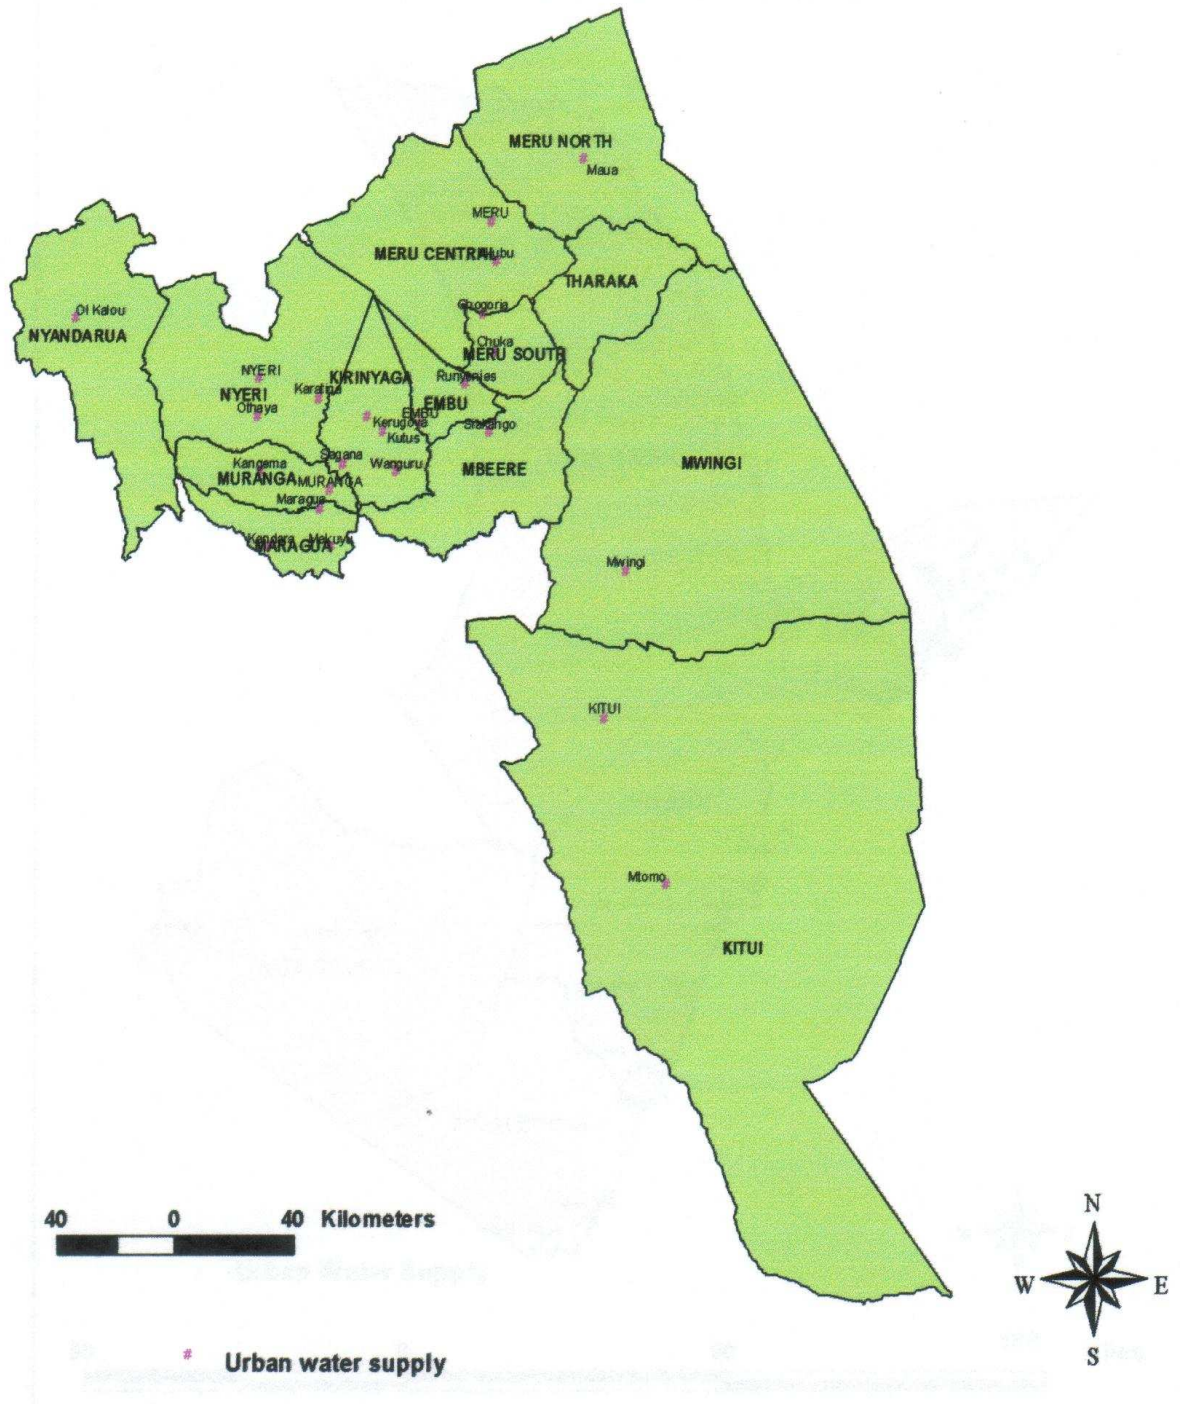 MERU NORTH
Maua
MERU
MERU CENTRAL
THARAKA
Ol Kalou
NYANDARUA
Chogoria
Chuka
MERU SOUTH
NYERI
KIRINYAGA
Runyenjes
Karatina
NYERI
EMBU
Othaya
EMBU
Kerugoya
Siakango
Kutus
Sagana
Kangema
Wanguru
MWINGI
MBEERE
MURANGA
MURANGA
Maragua
Kandara
Makuyu
MARAGUA
Mwingi
KITUI
Mtomo
KITUI
40 0 40 Kilometers
N
W E
S
# Urban water supply